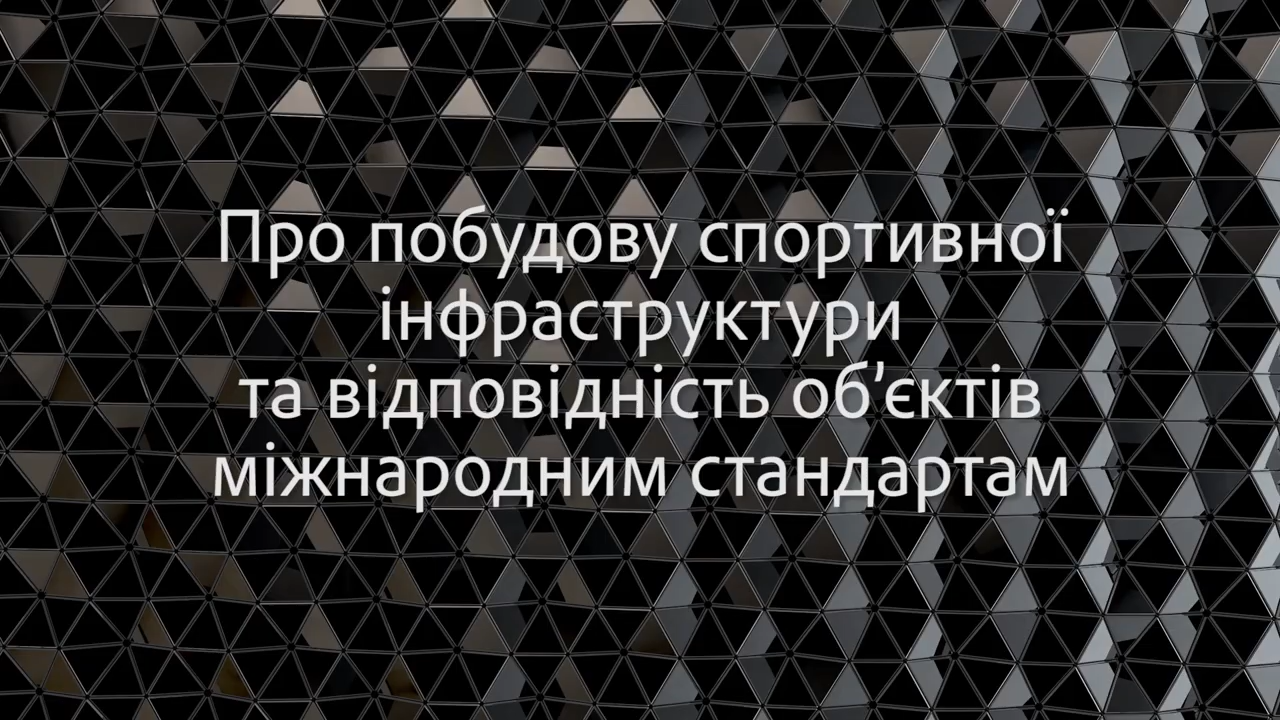 Про побудову спортивної
інфраструктури
та відповідність об’єктів
міжнародним стандартам